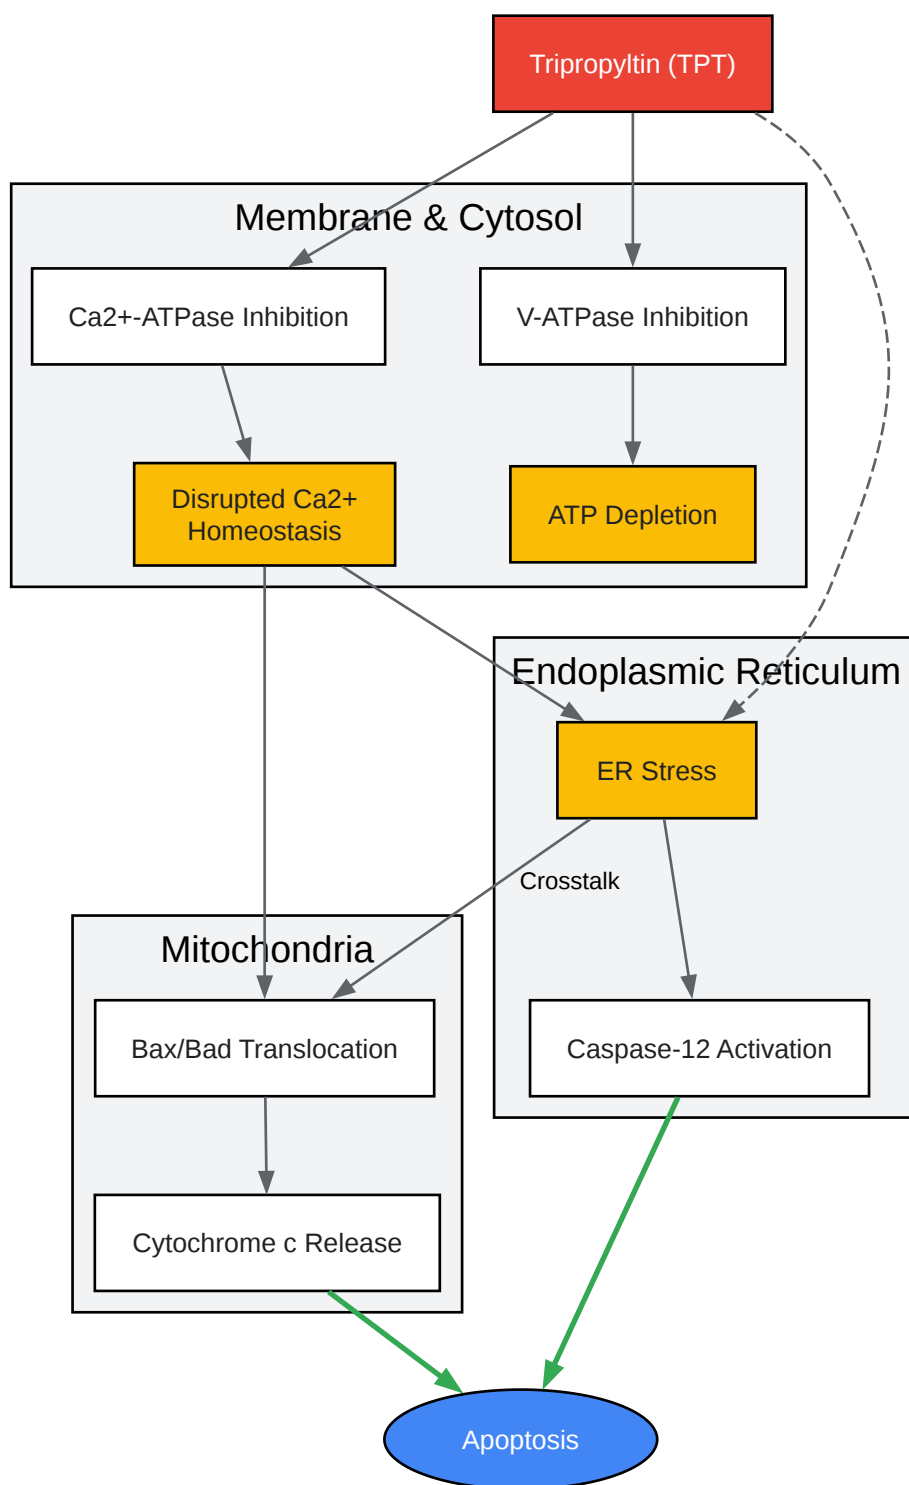 Tripropyltin (TPT)
Membrane & Cytosol
Ca2+-ATPase Inhibition
V-ATPase Inhibition
Disrupted Ca2+
Homeostasis
ATP Depletion
Endoplasmic Reticulum
ER Stress
Crosstalk
Mitochondria
Bax/Bad Translocation
Caspase-12 Activation
Cytochrome c Release
Apoptosis